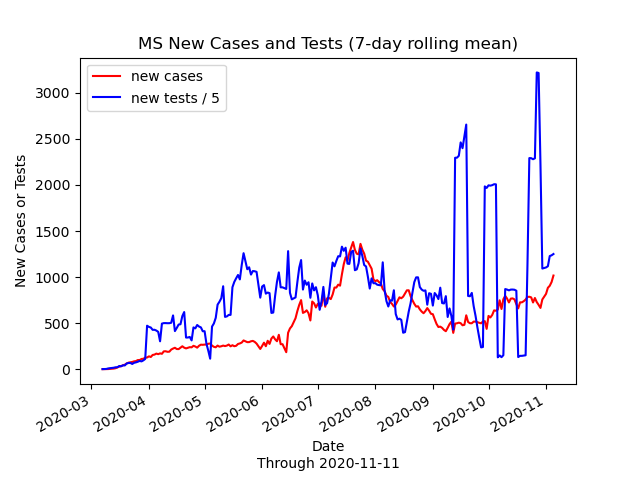 MS New Cases and Tests (7-day rolling mean)
new cases
new tests / 5
New Cases or Tests
3000
2500
2000
1500
1000
500
0
2020-03
2020-04
2020-05
2020-06
2020-07
2020-08
2020-09
2020-10
2020-11
Date
Through 2020-11-11